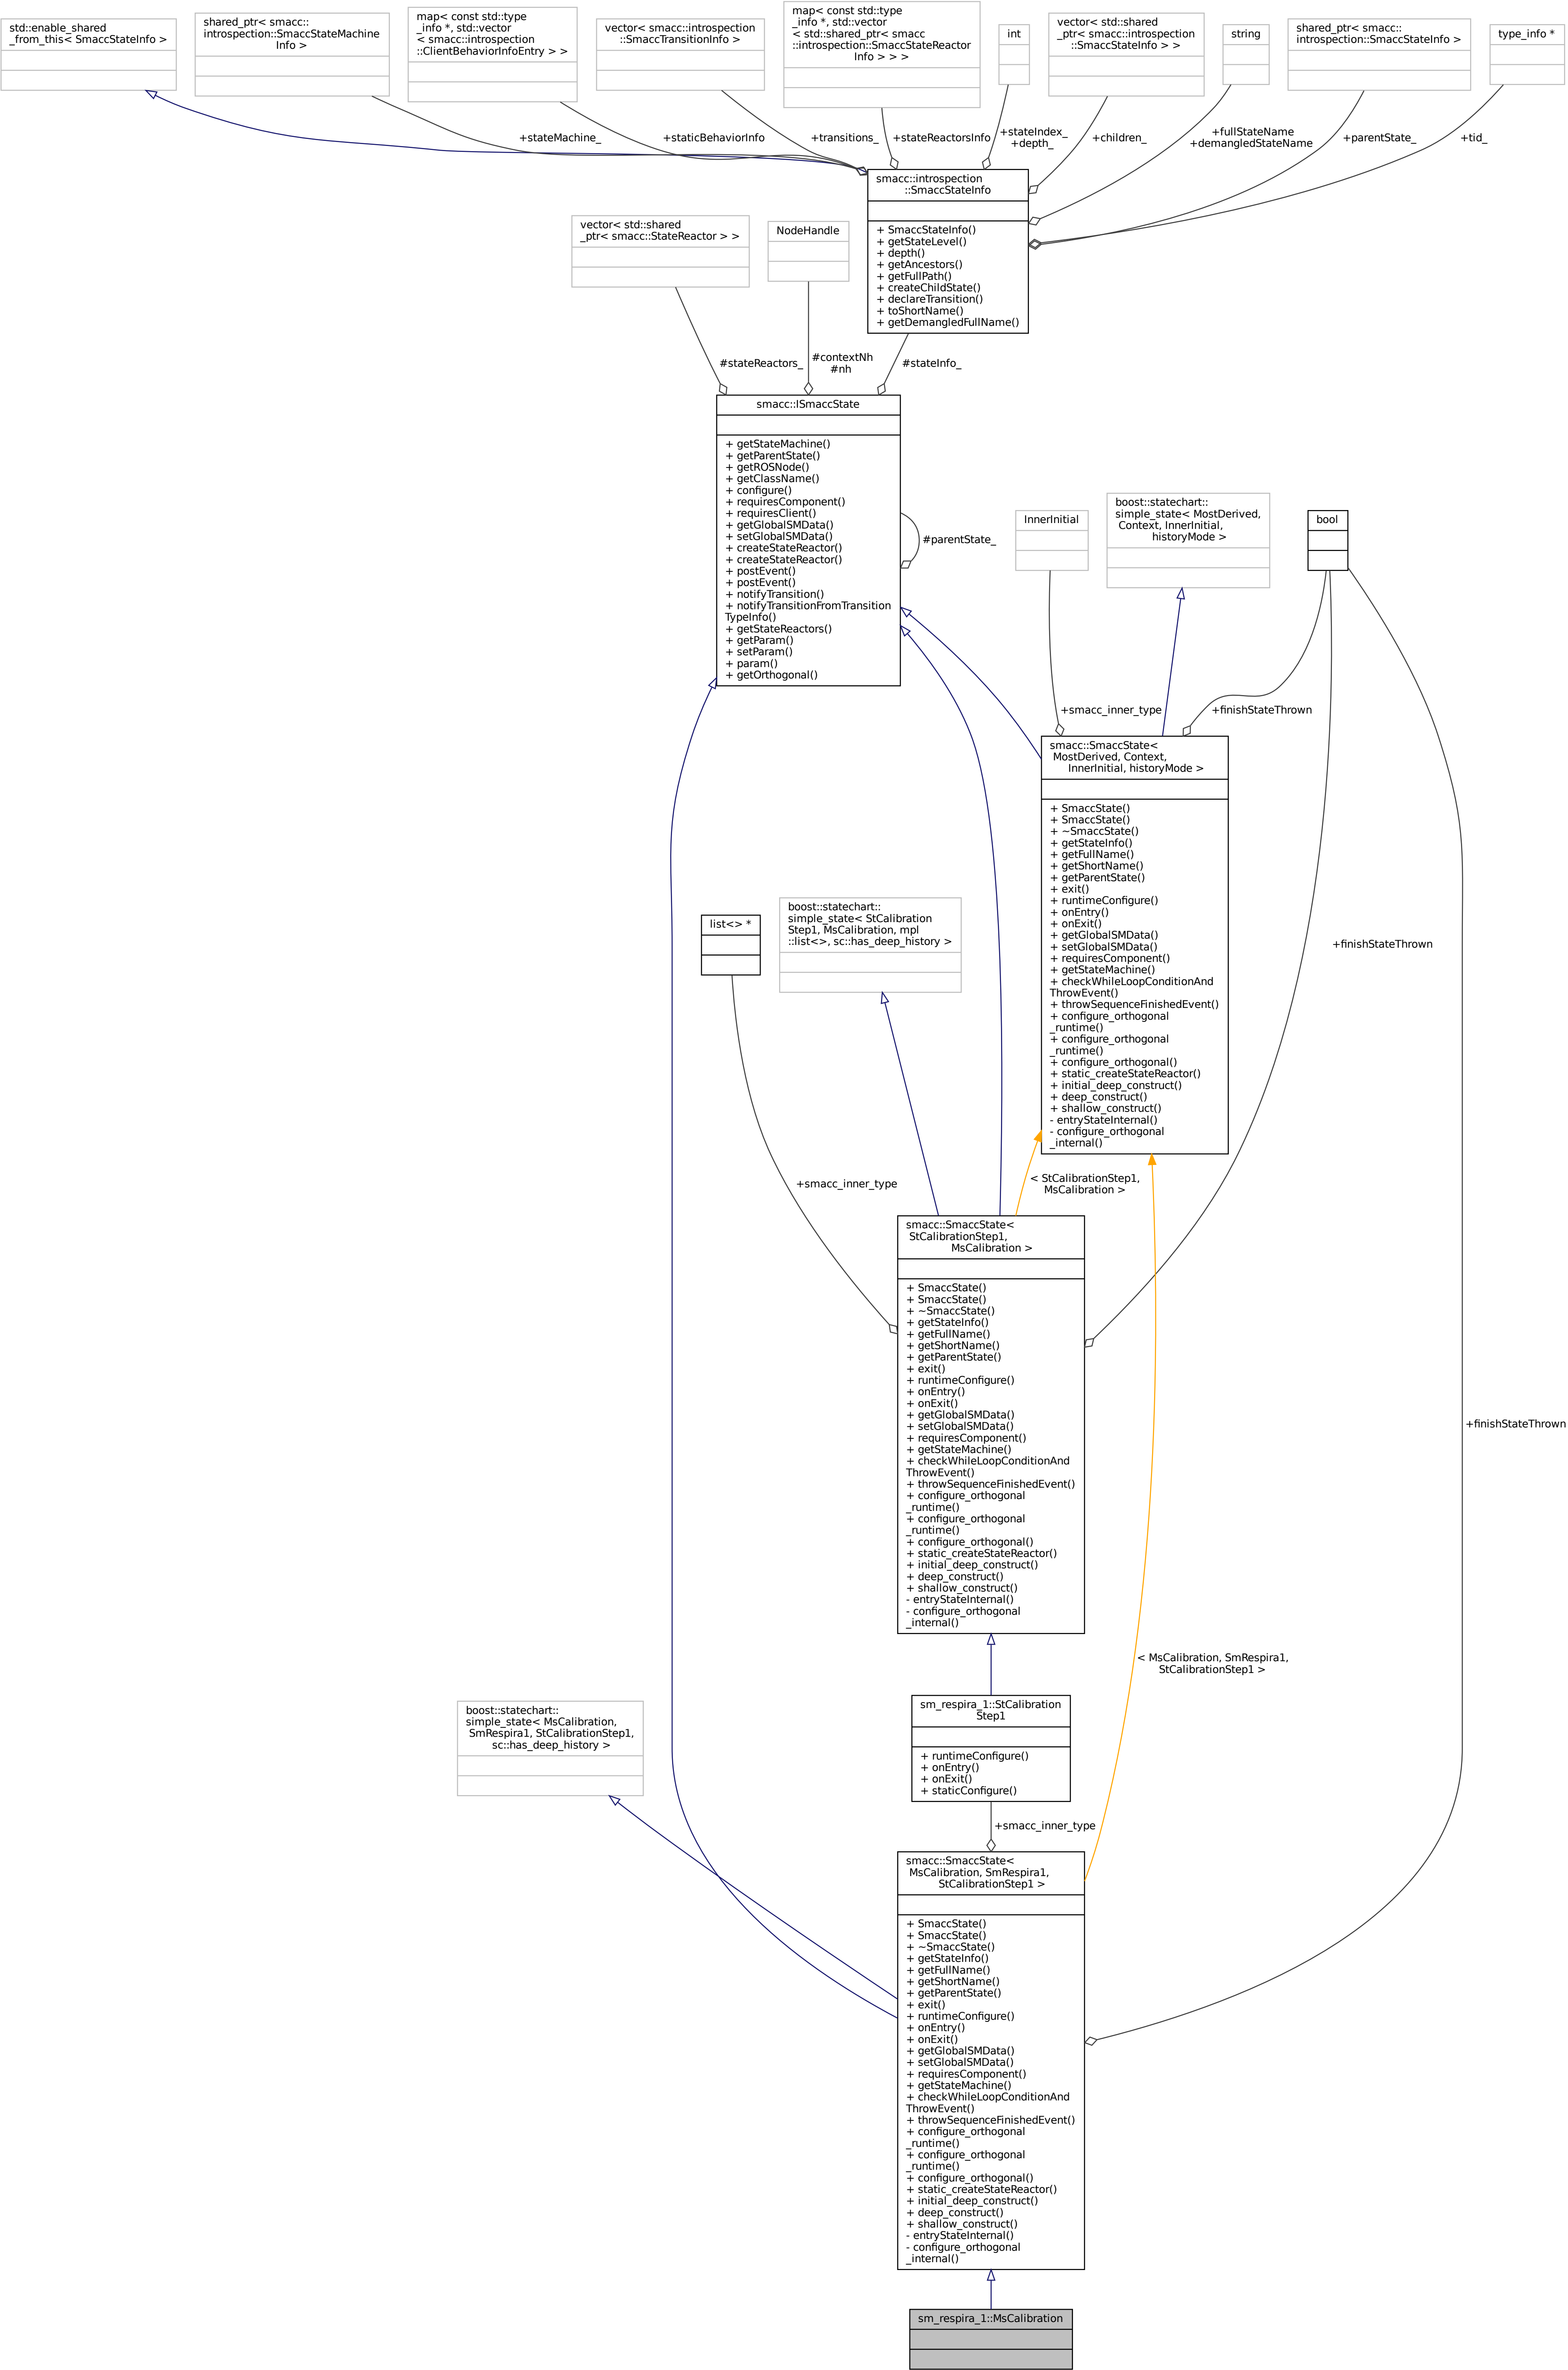 std::enable_shared
_from_this< SmaccStateInfo >
shared_ptr< smacc::
introspection::SmaccStateMachine
Info >
map< const std::type
_info *, std::vector
< smacc::introspection
::ClientBehaviorInfoEntry > >
vector< smacc::introspection
::SmaccTransitionInfo >
map< const std::type
_info *, std::vector
< std::shared_ptr< smacc
::introspection::SmaccStateReactor
Info > > >
int
vector< std::shared
_ptr< smacc::introspection
::SmaccStateInfo > >
string
shared_ptr< smacc::
introspection::SmaccStateInfo >
type_info *
+stateMachine_
+staticBehaviorInfo
+transitions_
+stateReactorsInfo
+stateIndex_
+depth_
+children_
+fullStateName
+demangledStateName
+parentState_
+tid_
smacc::introspection
::SmaccStateInfo
+ SmaccStateInfo()
+ getStateLevel()
+ depth()
+ getAncestors()
+ getFullPath()
+ createChildState()
+ declareTransition()
+ toShortName()
+ getDemangledFullName()
vector< std::shared
_ptr< smacc::StateReactor > >
NodeHandle
#stateReactors_
#contextNh
#nh
#stateInfo_
smacc::ISmaccState
+ getStateMachine()
+ getParentState()
+ getROSNode()
+ getClassName()
+ configure()
+ requiresComponent()
+ requiresClient()
+ getGlobalSMData()
+ setGlobalSMData()
+ createStateReactor()
+ createStateReactor()
+ postEvent()
+ postEvent()
+ notifyTransition()
+ notifyTransitionFromTransition
TypeInfo()
+ getStateReactors()
+ getParam()
+ setParam()
+ param()
+ getOrthogonal()
#parentState_
InnerInitial
boost::statechart::
simple_state< MostDerived,
Context, InnerInitial,
historyMode >
bool
+smacc_inner_type
+finishStateThrown
smacc::SmaccState<
MostDerived, Context,
InnerInitial, historyMode >
+ SmaccState()
+ SmaccState()
+ ~SmaccState()
+ getStateInfo()
+ getFullName()
+ getShortName()
+ getParentState()
+ exit()
+ runtimeConfigure()
+ onEntry()
+ onExit()
+ getGlobalSMData()
+ setGlobalSMData()
+ requiresComponent()
+ getStateMachine()
+ checkWhileLoopConditionAnd
ThrowEvent()
+ throwSequenceFinishedEvent()
+ configure_orthogonal
_runtime()
+ configure_orthogonal
_runtime()
+ configure_orthogonal()
+ static_createStateReactor()
+ initial_deep_construct()
+ deep_construct()
+ shallow_construct()
- entryStateInternal()
- configure_orthogonal
_internal()
list<> *
boost::statechart::
simple_state< StCalibration
Step1, MsCalibration, mpl
::list<>, sc::has_deep_history >
+finishStateThrown
+smacc_inner_type
< StCalibrationStep1,
MsCalibration >
smacc::SmaccState<
StCalibrationStep1,
MsCalibration >
+ SmaccState()
+ SmaccState()
+ ~SmaccState()
+ getStateInfo()
+ getFullName()
+ getShortName()
+ getParentState()
+ exit()
+ runtimeConfigure()
+ onEntry()
+ onExit()
+ getGlobalSMData()
+ setGlobalSMData()
+ requiresComponent()
+ getStateMachine()
+ checkWhileLoopConditionAnd
ThrowEvent()
+ throwSequenceFinishedEvent()
+ configure_orthogonal
_runtime()
+ configure_orthogonal
_runtime()
+ configure_orthogonal()
+ static_createStateReactor()
+ initial_deep_construct()
+ deep_construct()
+ shallow_construct()
- entryStateInternal()
- configure_orthogonal
_internal()
+finishStateThrown
< MsCalibration, SmRespira1,
StCalibrationStep1 >
boost::statechart::
simple_state< MsCalibration,
SmRespira1, StCalibrationStep1,
sc::has_deep_history >
sm_respira_1::StCalibration
Step1
+ runtimeConfigure()
+ onEntry()
+ onExit()
+ staticConfigure()
+smacc_inner_type
smacc::SmaccState<
MsCalibration, SmRespira1,
StCalibrationStep1 >
+ SmaccState()
+ SmaccState()
+ ~SmaccState()
+ getStateInfo()
+ getFullName()
+ getShortName()
+ getParentState()
+ exit()
+ runtimeConfigure()
+ onEntry()
+ onExit()
+ getGlobalSMData()
+ setGlobalSMData()
+ requiresComponent()
+ getStateMachine()
+ checkWhileLoopConditionAnd
ThrowEvent()
+ throwSequenceFinishedEvent()
+ configure_orthogonal
_runtime()
+ configure_orthogonal
_runtime()
+ configure_orthogonal()
+ static_createStateReactor()
+ initial_deep_construct()
+ deep_construct()
+ shallow_construct()
- entryStateInternal()
- configure_orthogonal
_internal()
sm_respira_1::MsCalibration